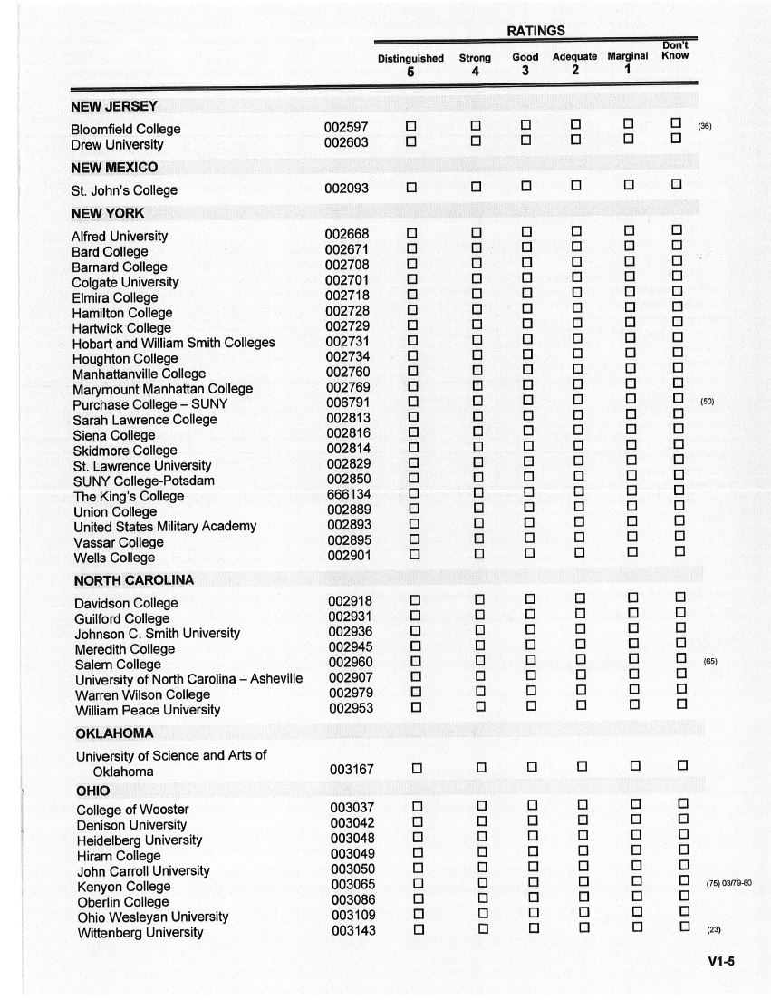 RATINGS
Distinguished Strong Good Adequate Marginal Don't Know
5 4 3 2 1
NEW JERSEY
Bloomfield College 002597 □ □ □ □ □ □ (36)
Drew University 002603 □ □ □ □ □ □
NEW MEXICO
St. John's College 002093 □ □ □ □ □ □
NEW YORK
Alfred University 002668 □ □ □ □ □ □
Bard College 002671 □ □ □ □ □ □
Barnard College 002708 □ □ □ □ □ □
Colgate University 002701 □ □ □ □ □ □
Elmira College 002718 □ □ □ □ □ □
Hamilton College 002728 □ □ □ □ □ □
Hartwick College 002729 □ □ □ □ □ □
Hobart and William Smith Colleges 002731 □ □ □ □ □ □
Houghton College 002734 □ □ □ □ □ □
Manhattanville College 002760 □ □ □ □ □ □
Marymount Manhattan College 002769 □ □ □ □ □ □
Purchase College – SUNY 006791 □ □ □ □ □ □ (50)
Sarah Lawrence College 002813 □ □ □ □ □ □
Siena College 002816 □ □ □ □ □ □
Skidmore College 002814 □ □ □ □ □ □
St. Lawrence University 002829 □ □ □ □ □ □
SUNY College-Potsdam 002850 □ □ □ □ □ □
The King's College 666134 □ □ □ □ □ □
Union College 002889 □ □ □ □ □ □
United States Military Academy 002893 □ □ □ □ □ □
Vassar College 002895 □ □ □ □ □ □
Wells College 002901 □ □ □ □ □ □
NORTH CAROLINA
Davidson College 002918 □ □ □ □ □ □
Guilford College 002931 □ □ □ □ □ □
Johnson C. Smith University 002936 □ □ □ □ □ □
Meredith College 002945 □ □ □ □ □ □
Salem College 002960 □ □ □ □ □ □ (65)
University of North Carolina – Asheville 002907 □ □ □ □ □ □
Warren Wilson College 002979 □ □ □ □ □ □
William Peace University 002953 □ □ □ □ □ □
OKLAHOMA
University of Science and Arts of
Oklahoma 003167 □ □ □ □ □ □
OHIO
College of Wooster 003037 □ □ □ □ □ □
Denison University 003042 □ □ □ □ □ □
Heidelberg University 003048 □ □ □ □ □ □
Hiram College 003049 □ □ □ □ □ □
John Carroll University 003050 □ □ □ □ □ □
Kenyon College 003065 □ □ □ □ □ □ (75) 03/79-80
Oberlin College 003086 □ □ □ □ □ □
Ohio Wesleyan University 003109 □ □ □ □ □ □
Wittenberg University 003143 □ □ □ □ □ □ (23)
V1-5